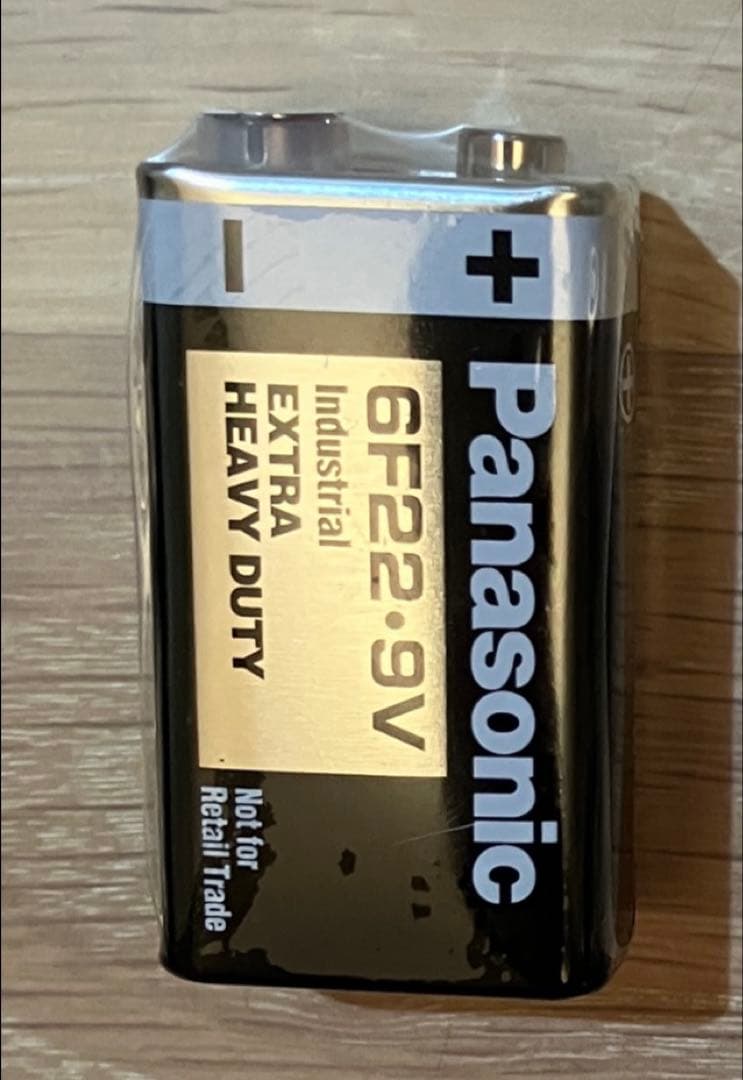 Panasonic
6F22•9V
Industrial
EXTRA
HEAVY DUTY
Not for
Retail Trade
+
−